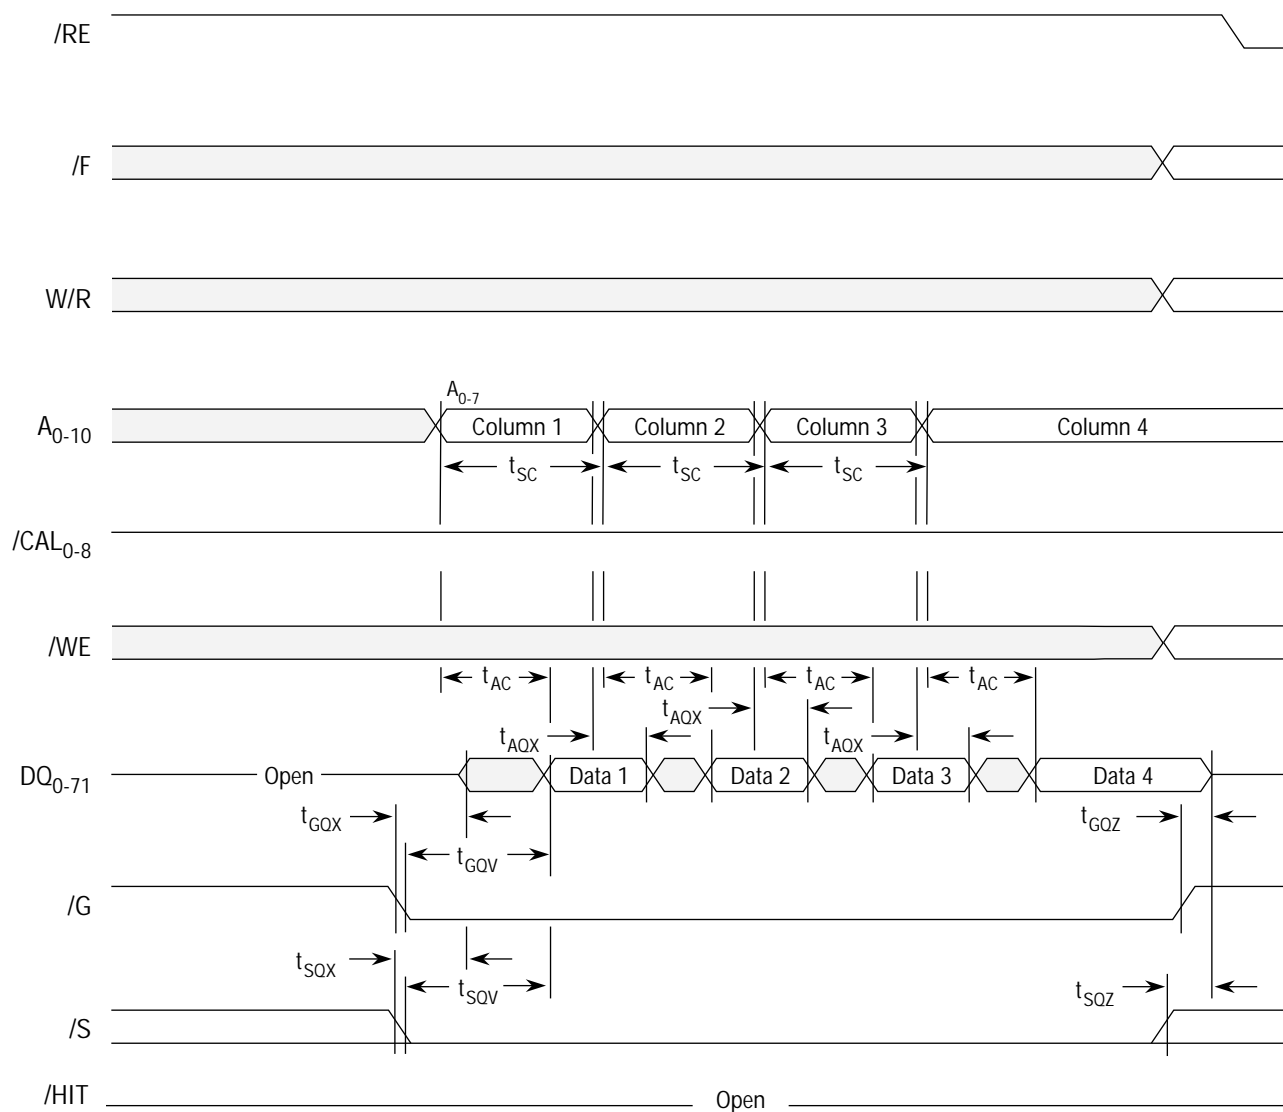 /RE
/F
W/R
A0-7
A0-10 Column 1 Column 2 Column 3 Column 4
tSC tSC tSC
/CAL0-8
/WE
tAC tAC tAC tAC
tAQX
tAQX tAQX
DQ0-71 Open Data 1 Data 2 Data 3 Data 4
tGQX tGQZ
tGQV
/G
tSQX
tSQV tSQZ
/S
/HIT Open